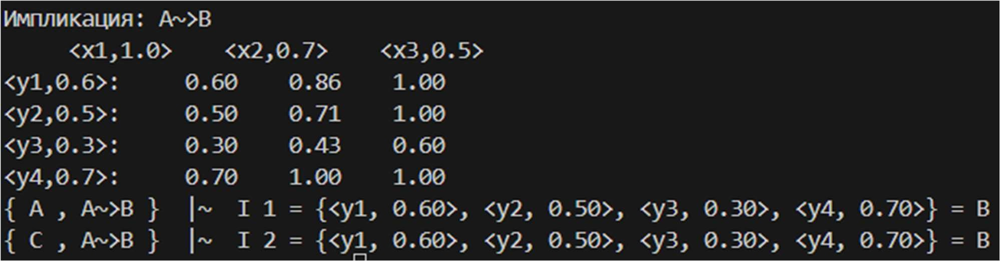 Импликация: A~>B
<x1,1.0> <x2,0.7> <x3,0.5>
<y1,0.6>: 0.60 0.86 1.00
<y2,0.5>: 0.50 0.71 1.00
<y3,0.3>: 0.30 0.43 0.60
<y4,0.7>: 0.70 1.00 1.00
{ A , A~>B } |~ I 1 = {<y1, 0.60>, <y2, 0.50>, <y3, 0.30>, <y4, 0.70>} = B
{ C , A~>B } |~ I 2 = {<y1, 0.60>, <y2, 0.50>, <y3, 0.30>, <y4, 0.70>} = B